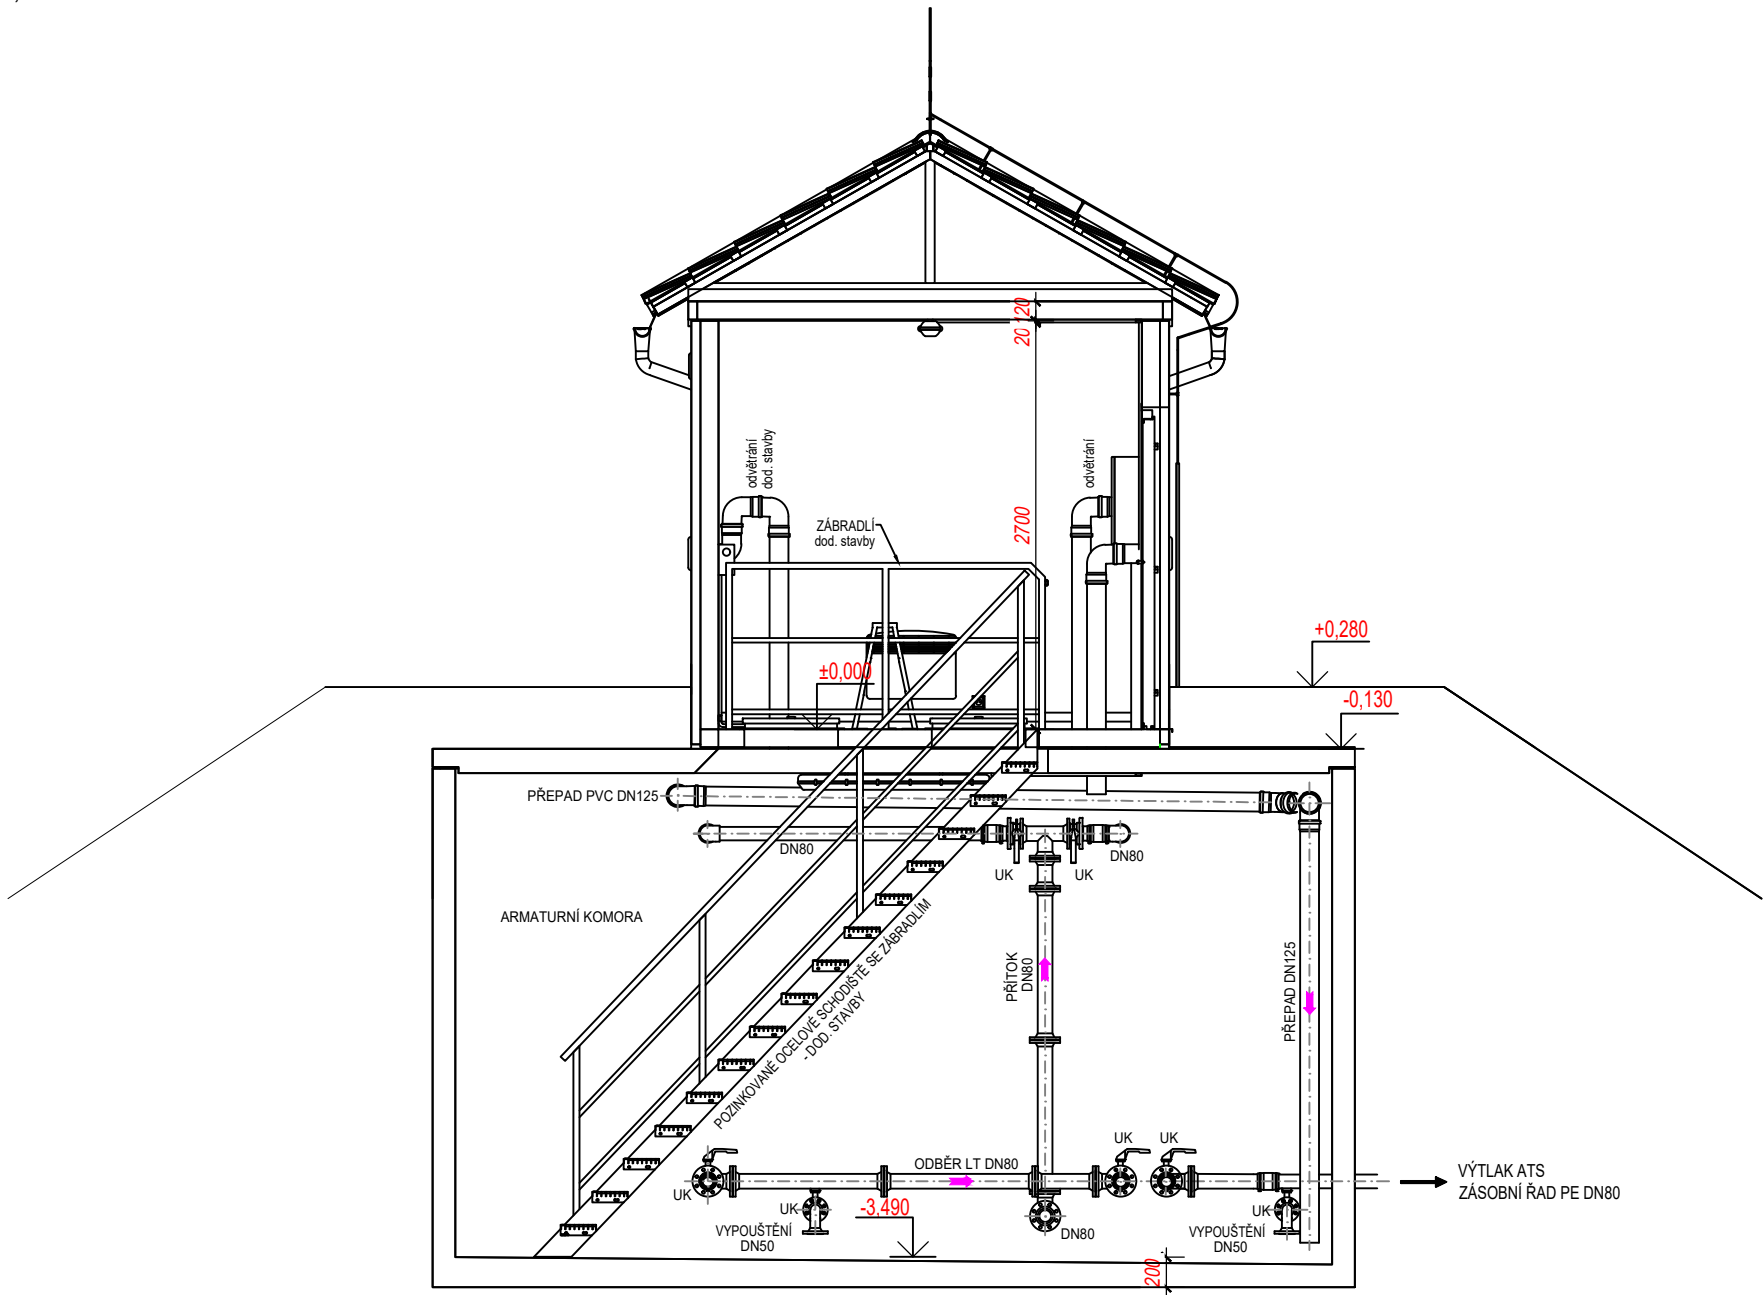 120
20
odvětrání
dod. stavby
odvětrání
2700
ZÁBRADLÍ
dod. stavby
+0,280
±0,000
-0,130
PŘEPAD PVC DN125
DN80
DN80
UK
UK
ARMATURNÍ KOMORA
POZINKOVANÉ OCELOVÉ SCHODIŠTĚ SE ZÁBRADLÍM
- DOD. STAVBY
PŘÍTOK
DN80
PŘEPAD DN125
UK
UK
ODBĚR LT DN80
VÝTLAK ATS
ZÁSOBNÍ ŘAD PE DN80
UK
UK
-3,490
UK
VYPOUŠTĚNÍ
DN50
DN80
VYPOUŠTĚNÍ
DN50
200